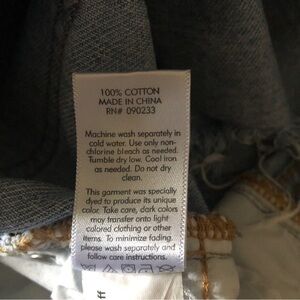 100% COTTON
MADE IN CHINA
RN# 090233
Machine wash separately in
cold water. Use only non-
chlorine bleach as needed.
Tumble dry low. Cool iron
as needed. Do not dry
clean.
This garment was specially
dyed to produce its unique
color. Take care, dark colors
may transfer onto light
colored clothing or other
items. To minimize fading,
please wash separately and
follow care instructions.